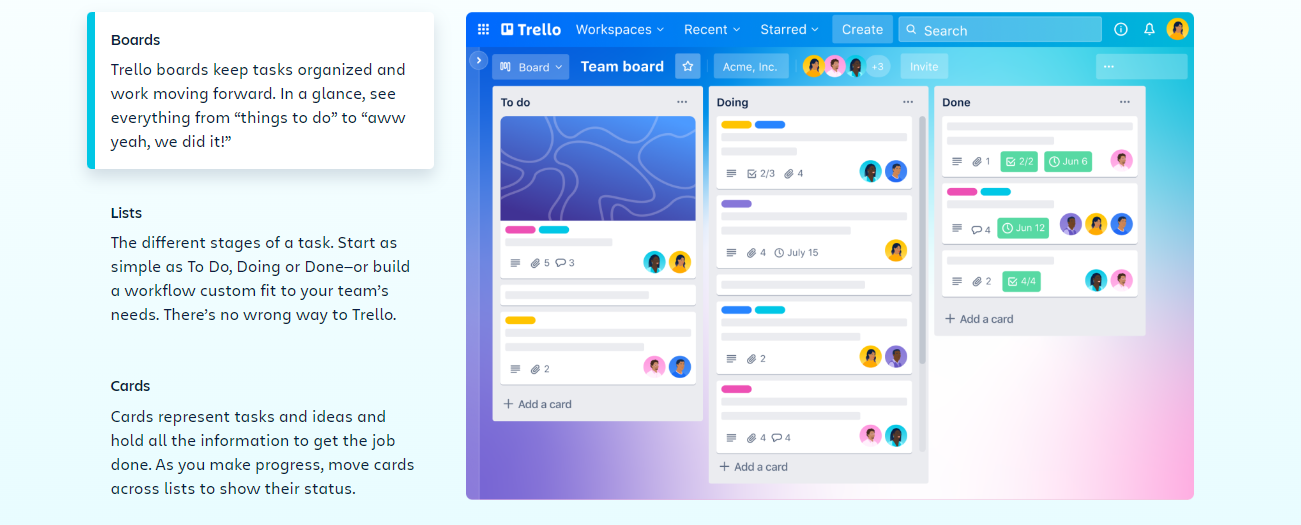 Boards
Trello boards keep tasks organized and
work moving forward. In a glance, see
everything from “things to do” to “aww
yeah, we did it!”
Lists
The different stages of a task. Start as
simple as To Do, Doing or Done—or build
a workflow custom fit to your team’s
needs. There’s no wrong way to Trello.
Cards
Cards represent tasks and ideas and
hold all the information to get the job
done. As you make progress, move cards
across lists to show their status.
Trello Workspaces Recent Starred Create Search
Board Team board Acme, Inc. +3 Invite
To do
5 3
2
+ Add a card
Doing
2/3 4
4 July 15
2
4 4
+ Add a card
Done
1 2/2 Jun 6
4 Jun 12
2 4/4
+ Add a card